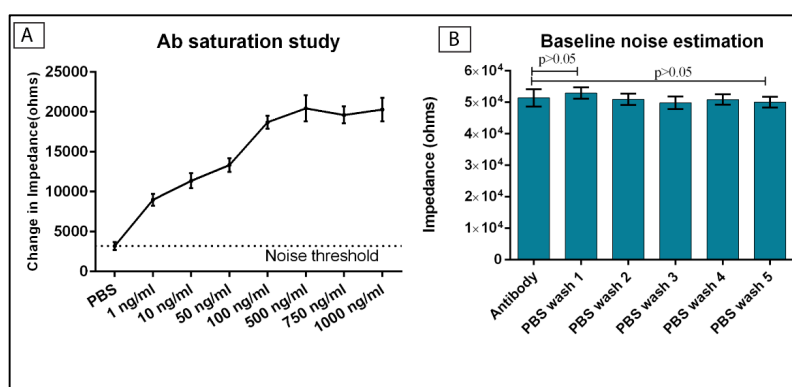 A
Ab saturation study
Change in Impedance(ohms)
25000
20000
15000
10000
5000
0
Noise threshold
PBS
1 ng/ml
10 ng/ml
50 ng/ml
100 ng/ml
500 ng/ml
750 ng/ml
1000 ng/ml
B
Baseline noise estimation
p>0.05
p>0.05
Impedance (ohms)
6×10⁴
5×10⁴
4×10⁴
3×10⁴
2×10⁴
1×10⁴
0
Antibody
PBS wash 1
PBS wash 2
PBS wash 3
PBS wash 4
PBS wash 5